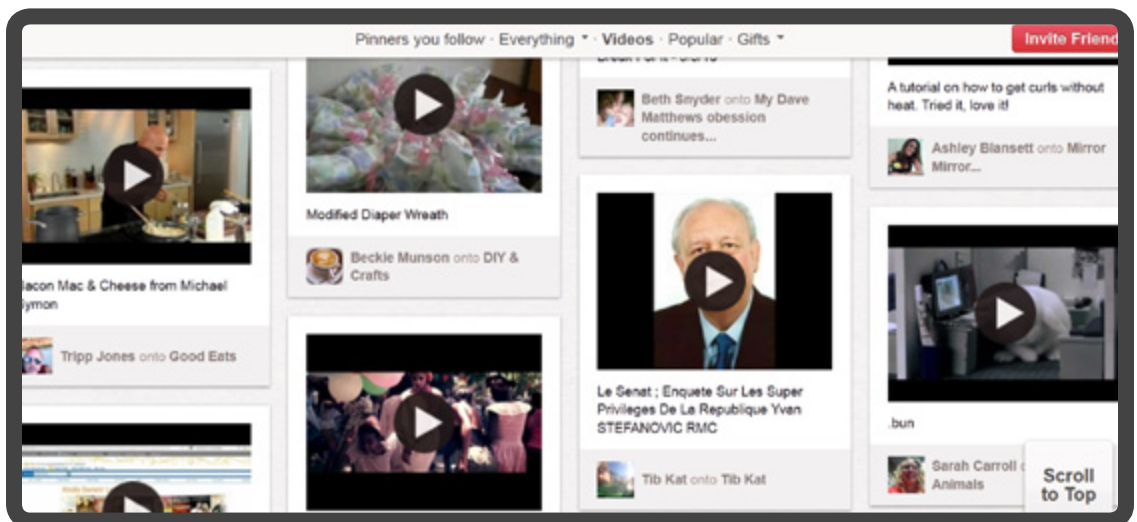 Pinners you follow · Everything · Videos · Popular · Gifts
Invite Friend
acon Mac & Cheese from Michael
ymon
Tripp Jones onto Good Eats
Modified Diaper Wreath
Beckie Munson onto DIY &
Crafts
Beth Snyder onto My Dave
Matthews obession
continues...
Le Senat ; Enquete Sur Les Super
Privileges De La Republique Yvan
STEFANOVIC RMC
Tib Kat onto Tib Kat
A tutorial on how to get curls without
heat. Tried it, love it!
Ashley Blansett onto Mirror
Mirror...
.bun
Sarah Carroll
Animals
Scroll
to Top